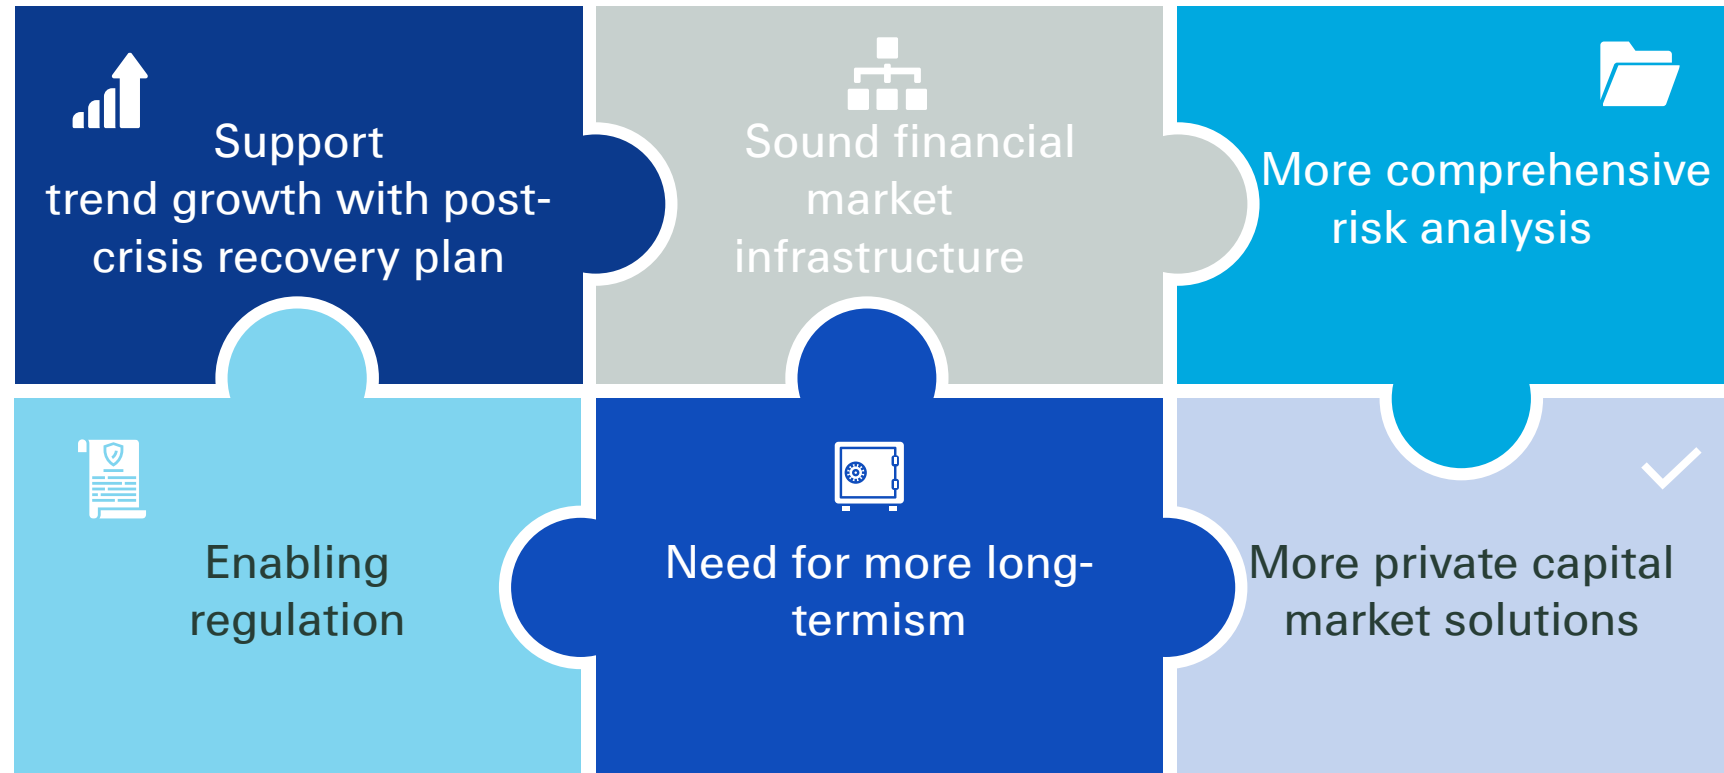 Support
trend growth with post-
crisis recovery plan
Sound financial
market
infrastructure
More comprehensive
risk analysis
Enabling
regulation
Need for more long-
termism
More private capital
market solutions